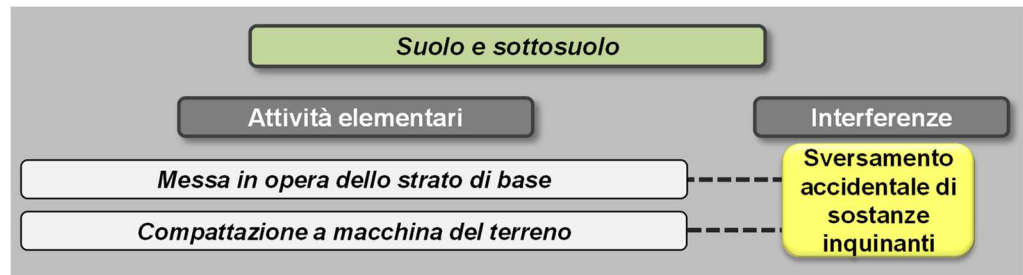 Suolo e sottosuolo
Attività elementari
Interferenze
Messa in opera dello strato di base
Compattazione a macchina del terreno
Sversamento
accidentale di
sostanze
inquinanti